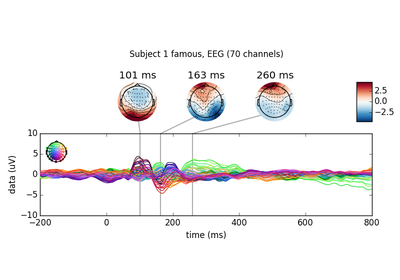 Subject 1 famous, EEG (70 channels)
101 ms 163 ms 260 ms
2.5
0.0
−2.5
10
5
0
−5
−10
data (uV)
−200 0 200 400 600 800
time (ms)